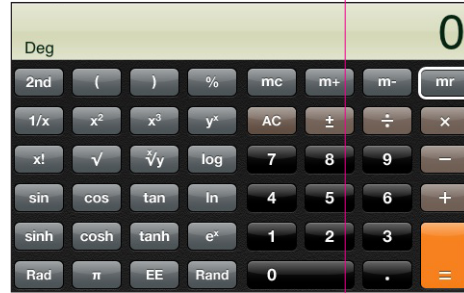 0
Deg
2nd ( ) % mc m+ m- mr
1/x x² x³ yˣ AC ± ÷ ×
x! √ ˣ√y log 7 8 9 −
sin cos tan ln 4 5 6 +
sinh cosh tanh eˣ 1 2 3
Rad π EE Rand 0 . =